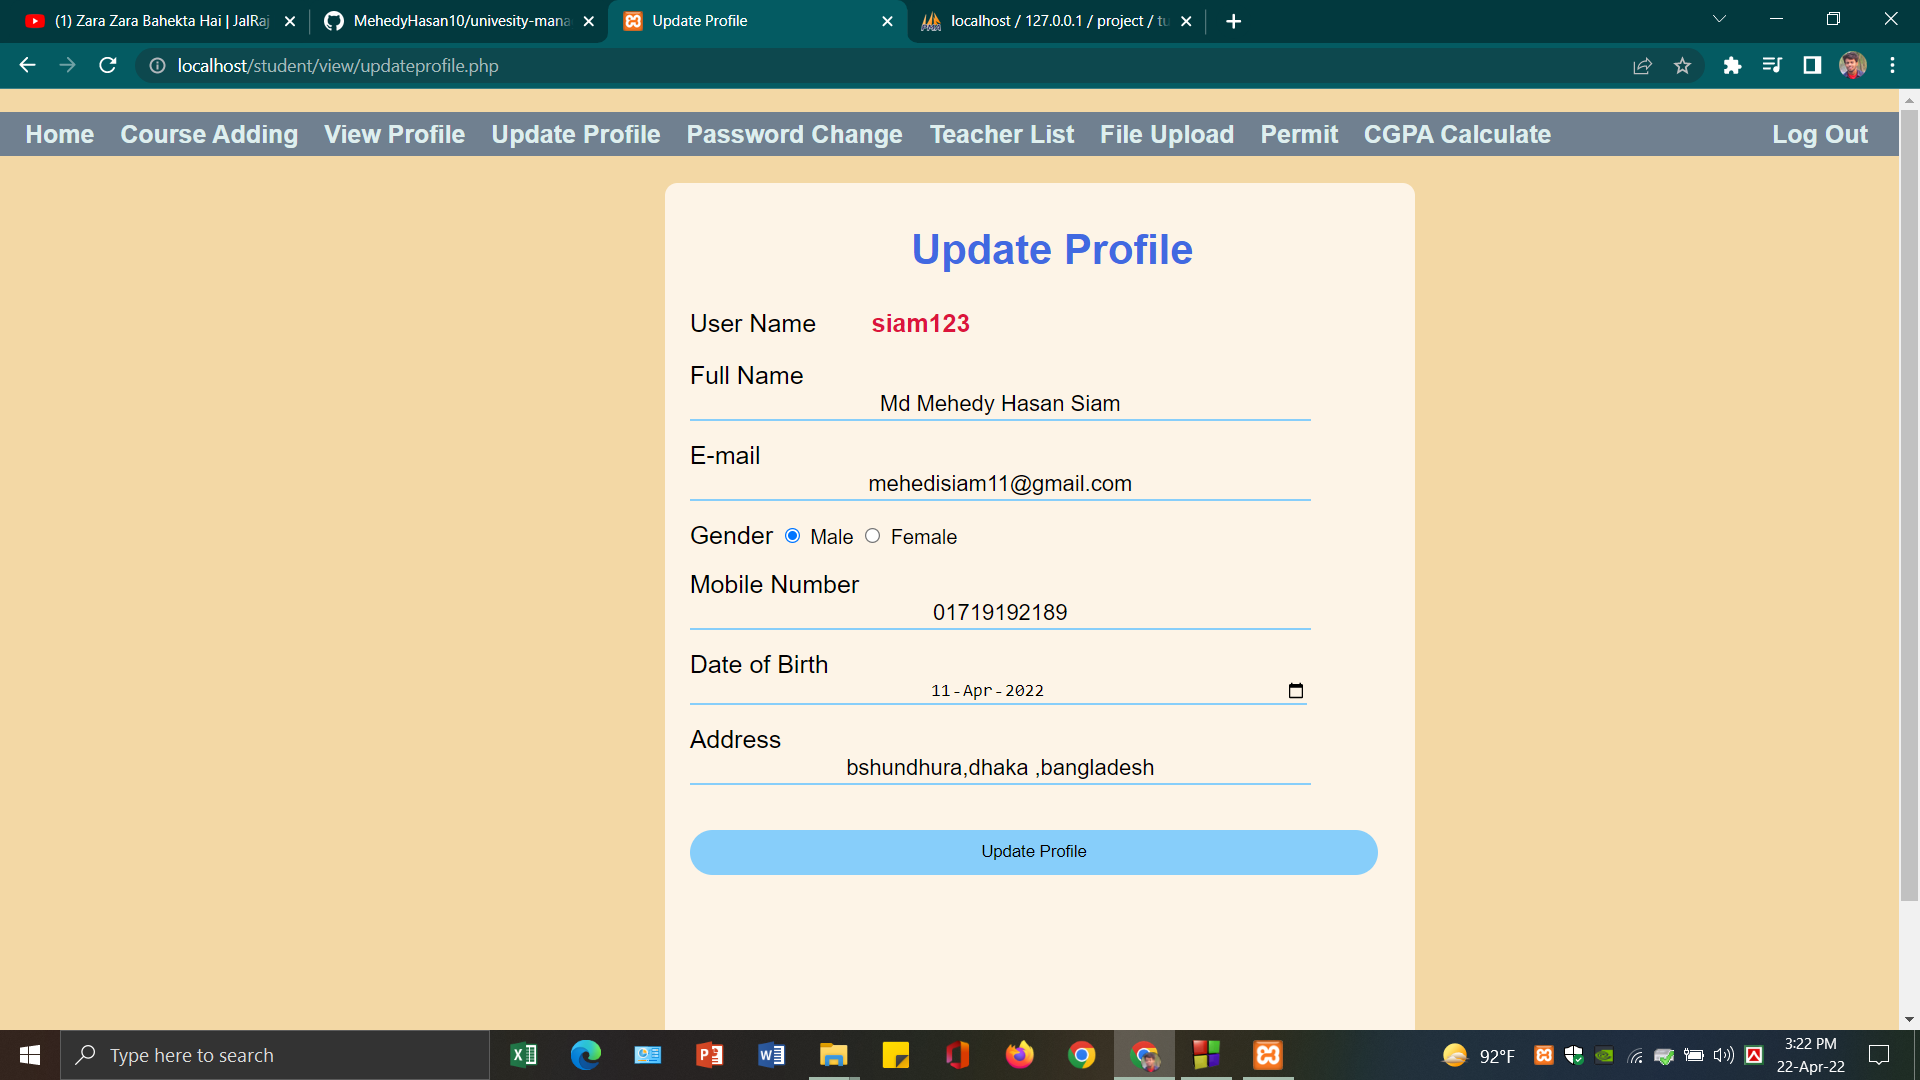 (1) Zara Zara Bahekta Hai | JalRaj
MehedyHasan10/univesity-mana
Update Profile
localhost / 127.0.0.1 / project / tu
localhost/student/view/updateprofile.php
Home Course Adding View Profile Update Profile Password Change Teacher List File Upload Permit CGPA Calculate Log Out
Update Profile
User Name siam123
Full Name
Md Mehedy Hasan Siam
E-mail
mehedisiam11@gmail.com
Gender Male Female
Mobile Number
01719192189
Date of Birth
11-Apr-2022
Address
bshundhura,dhaka ,bangladesh
Update Profile
Type here to search
92°F
3:22 PM
22-Apr-22